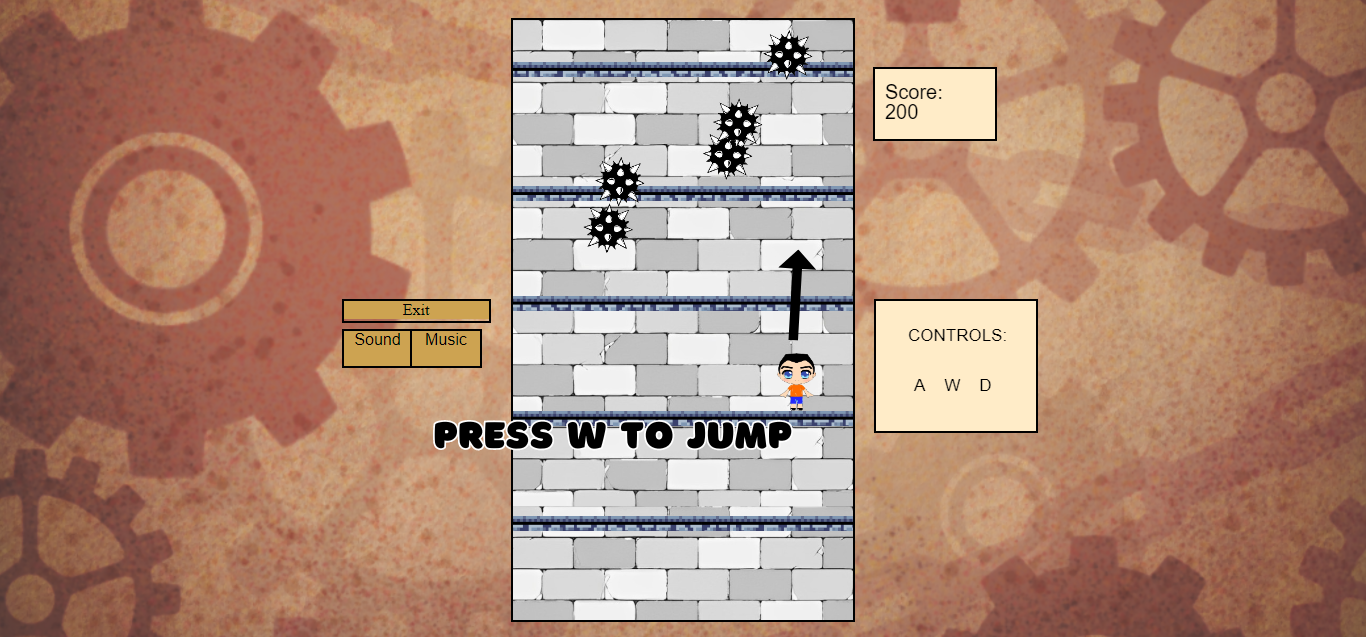 Score:
200
Exit
Sound Music
CONTROLS:
A W D
PRESS W TO JUMP